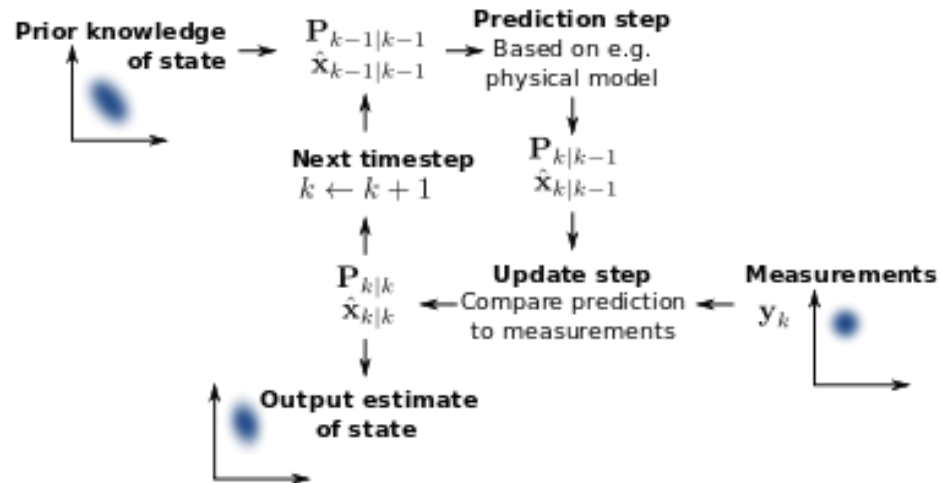 Prior knowledge
of state
P_{k−1|k−1}
x̂_{k−1|k−1}
Prediction step
Based on e.g.
physical model
P_{k|k−1}
x̂_{k|k−1}
Next timestep
k ← k + 1
P_{k|k}
x̂_{k|k}
Update step
Compare prediction
to measurements
Measurements
y_k
Output estimate
of state